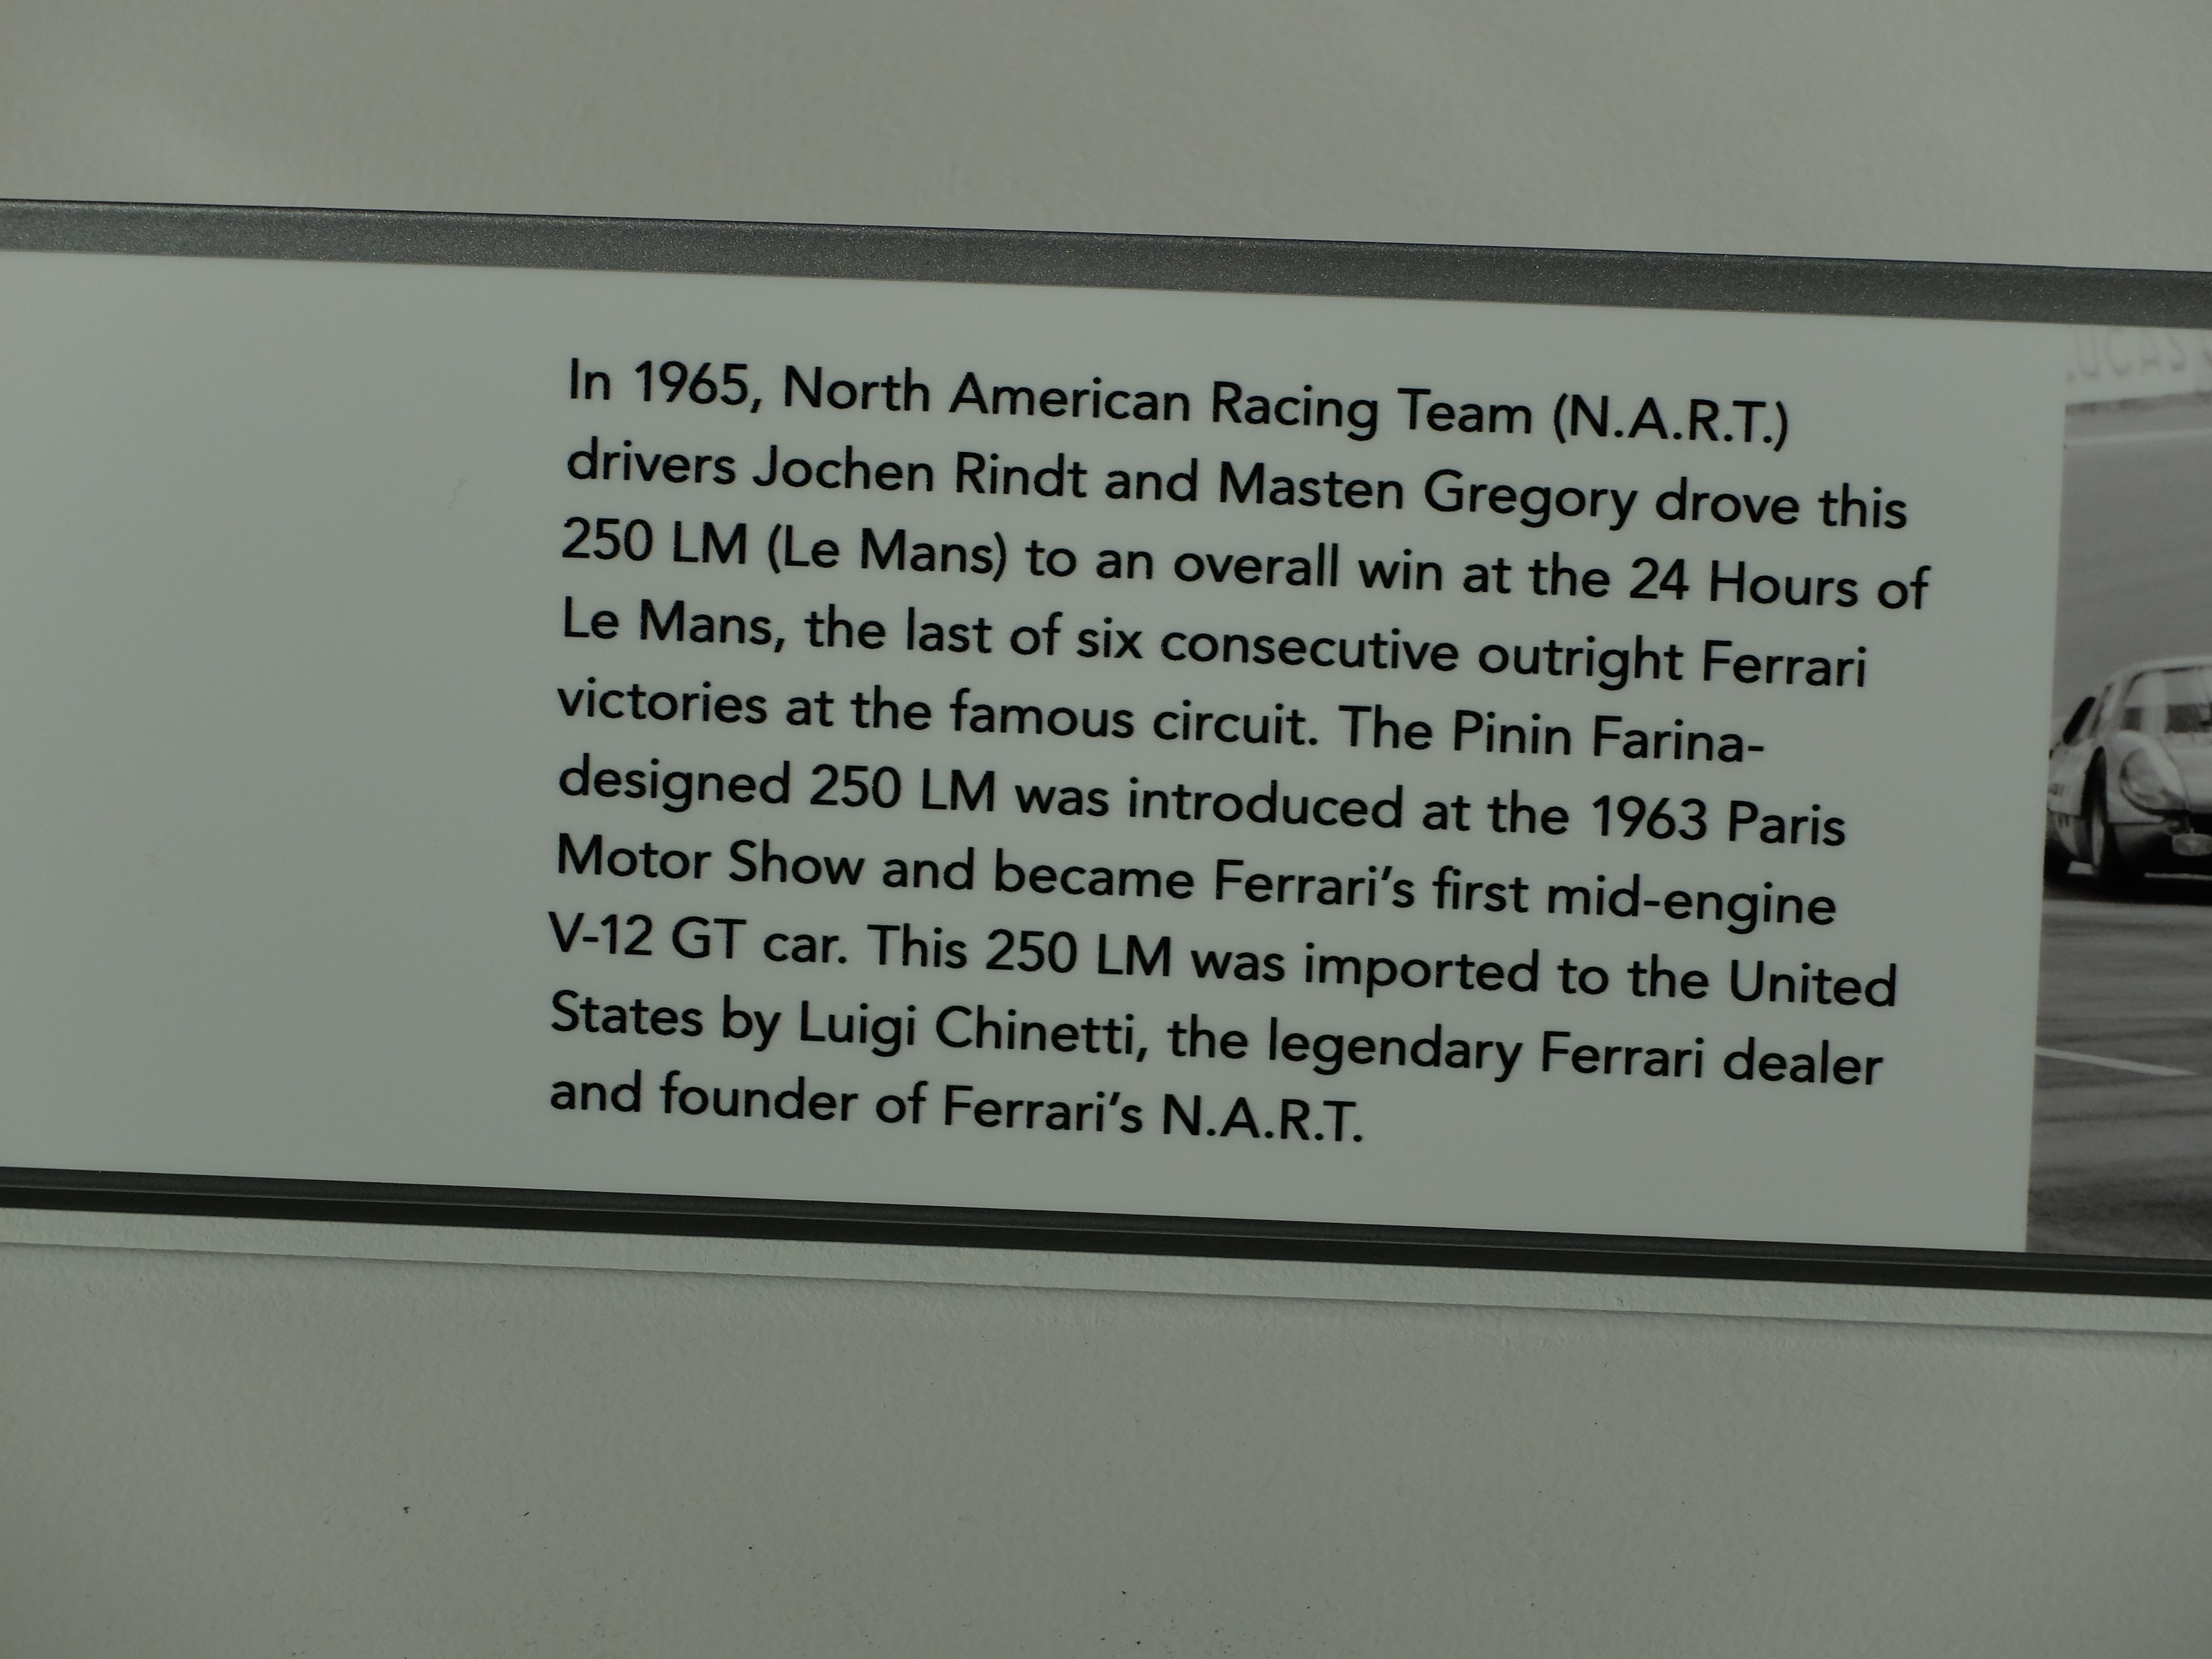 In 1965, North American Racing Team (N.A.R.T.)
drivers Jochen Rindt and Masten Gregory drove this
250 LM (Le Mans) to an overall win at the 24 Hours of
Le Mans, the last of six consecutive outright Ferrari
victories at the famous circuit. The Pinin Farina-
designed 250 LM was introduced at the 1963 Paris
Motor Show and became Ferrari's first mid-engine
V-12 GT car. This 250 LM was imported to the United
States by Luigi Chinetti, the legendary Ferrari dealer
and founder of Ferrari's N.A.R.T.